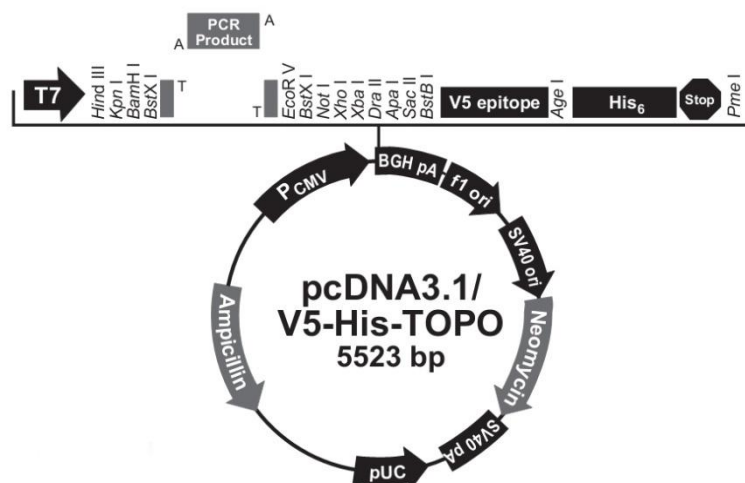 PCR
Product
A
A
T7
Hind III
Kpn I
BamH I
BstX I
T
T
EcoR V
BstX I
Not I
Xho I
Xba I
Dra II
Apa I
Sac II
BstB I
V5 epitope
Age I
His6
Stop
Pme I
PCMV
BGH pA
f1 ori
SV40 ori
Neomycin
SV40 pA
pUC
Ampicillin
pcDNA3.1/
V5-His-TOPO
5523 bp